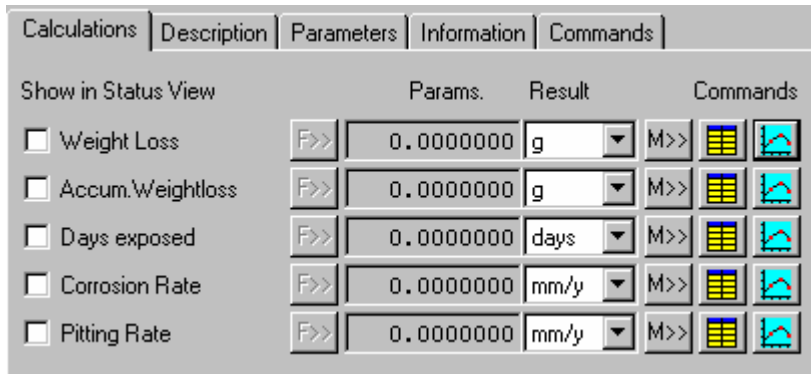 Calculations Description Parameters Information Commands
Show in Status View Params. Result Commands
Weight Loss F>> 0.0000000 g M>>
Accum.Weightloss F>> 0.0000000 g M>>
Days exposed F>> 0.0000000 days M>>
Corrosion Rate F>> 0.0000000 mm/y M>>
Pitting Rate F>> 0.0000000 mm/y M>>